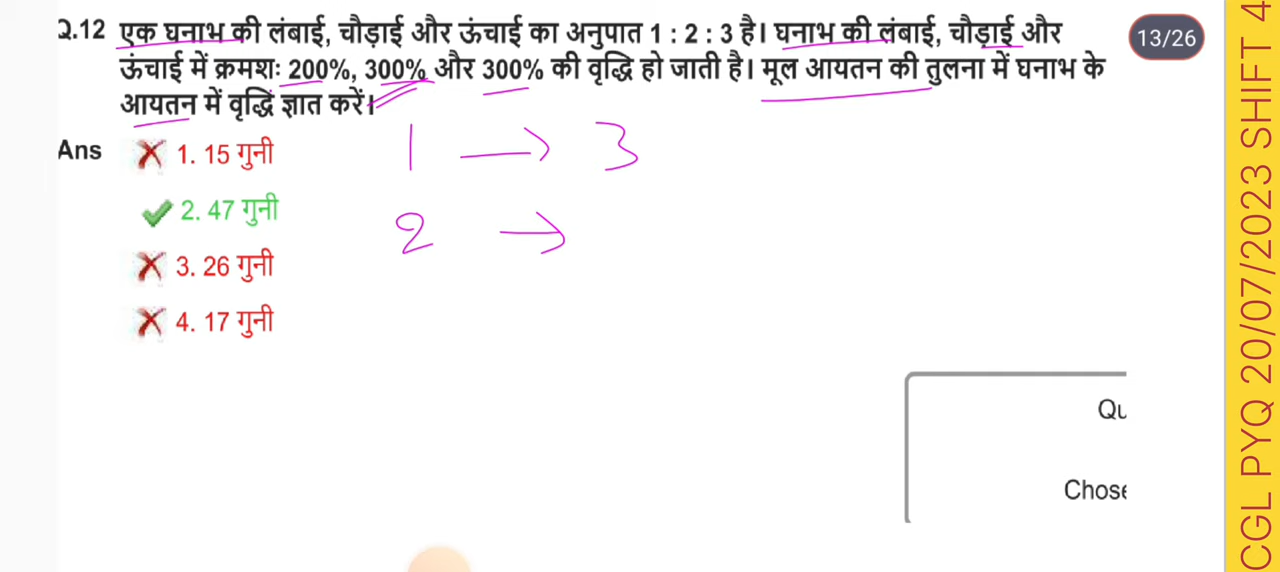 Q.12 एक घनाभ की लंबाई, चौड़ाई और ऊंचाई का अनुपात 1 : 2 : 3 है। घनाभ की लंबाई, चौड़ाई और
ऊंचाई में क्रमशः 200%, 300% और 300% की वृद्धि हो जाती है। मूल आयतन की तुलना में घनाभ के
आयतन में वृद्धि ज्ञात करें।
13/26
Ans
1. 15 गुनी
2. 47 गुनी
3. 26 गुनी
4. 17 गुनी
1 → 3
2 →
Qu
Chose
CGL PYQ 20/07/2023 SHIFT 4